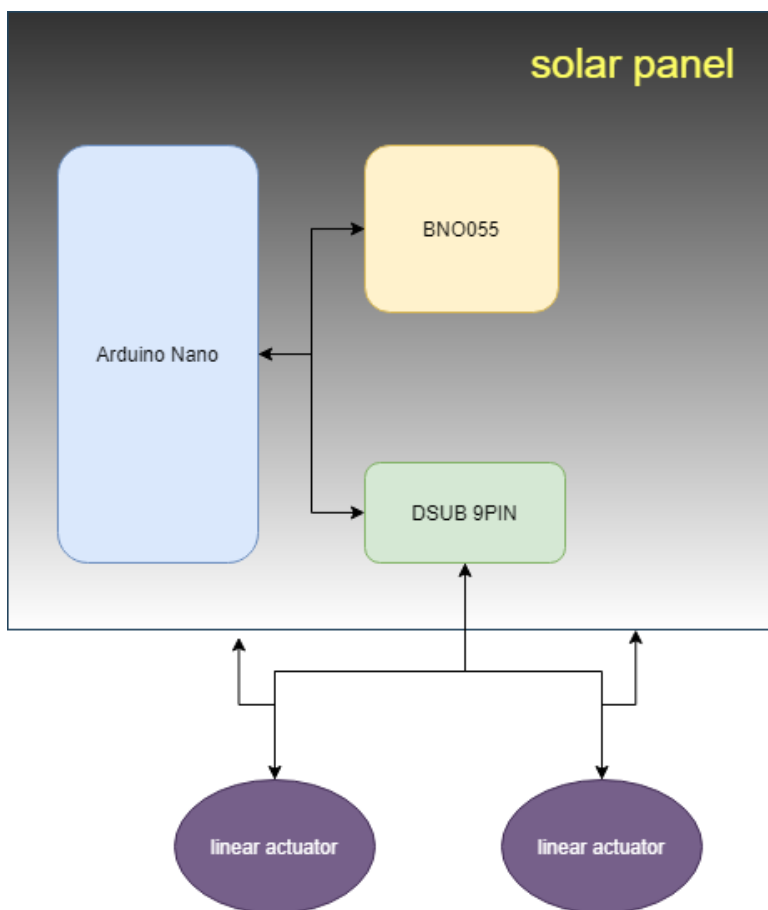 solar panel
BNO055
Arduino Nano
DSUB 9PIN
linear actuator
linear actuator